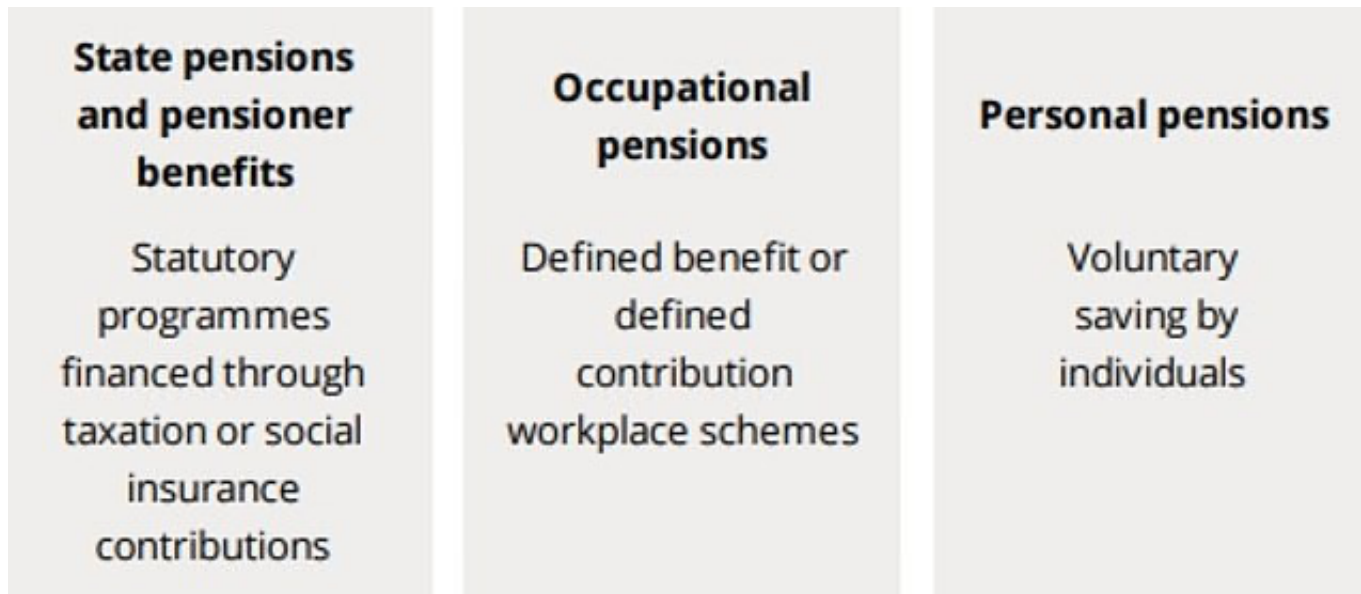 State pensions
and pensioner
benefits
Statutory
programmes
financed through
taxation or social
insurance
contributions
Occupational
pensions
Defined benefit or
defined
contribution
workplace schemes
Personal pensions
Voluntary
saving by
individuals